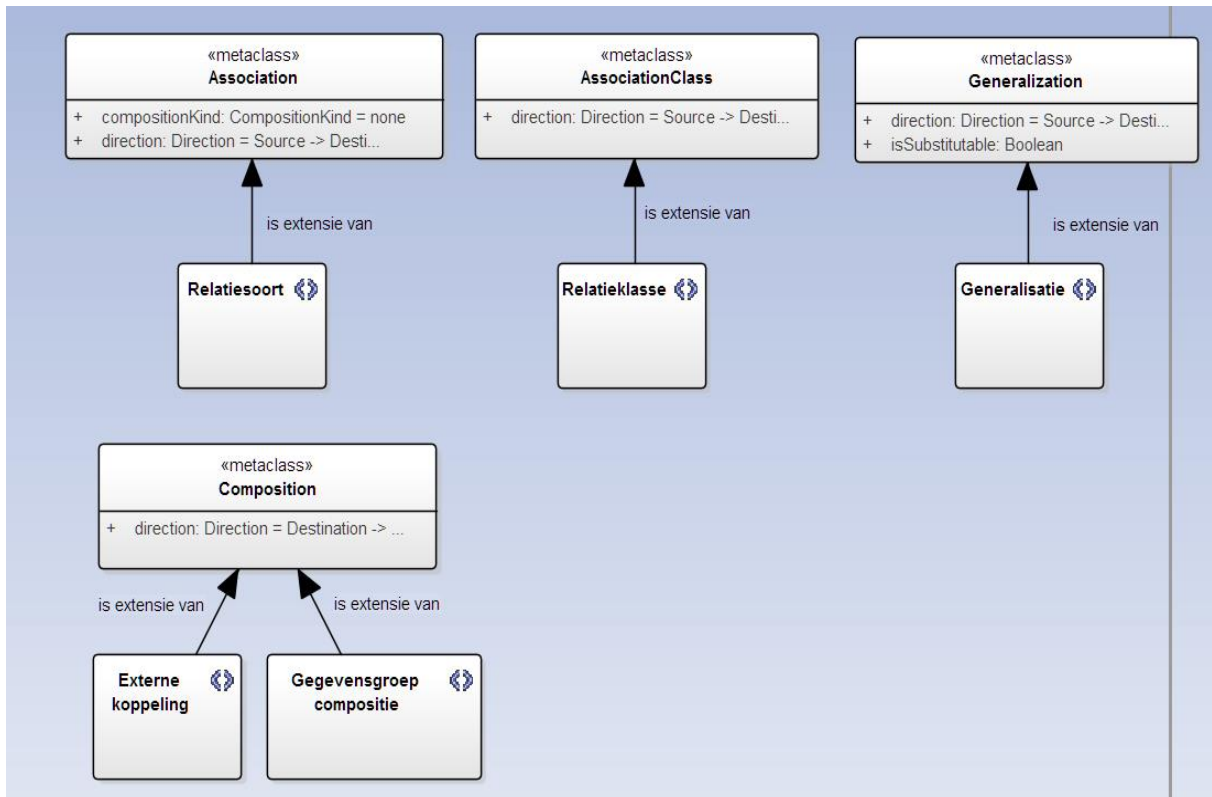 «metaclass»
Association
+ compositionKind: CompositionKind = none
+ direction: Direction = Source -> Desti...
«metaclass»
AssociationClass
+ direction: Direction = Source -> Desti...
«metaclass»
Generalization
+ direction: Direction = Source -> Desti...
+ isSubstitutable: Boolean
is extensie van
is extensie van
is extensie van
Relatiesoort
Relatieklasse
Generalisatie
«metaclass»
Composition
+ direction: Direction = Destination -> ...
is extensie van
is extensie van
Externe
koppeling
Gegevensgroep
compositie